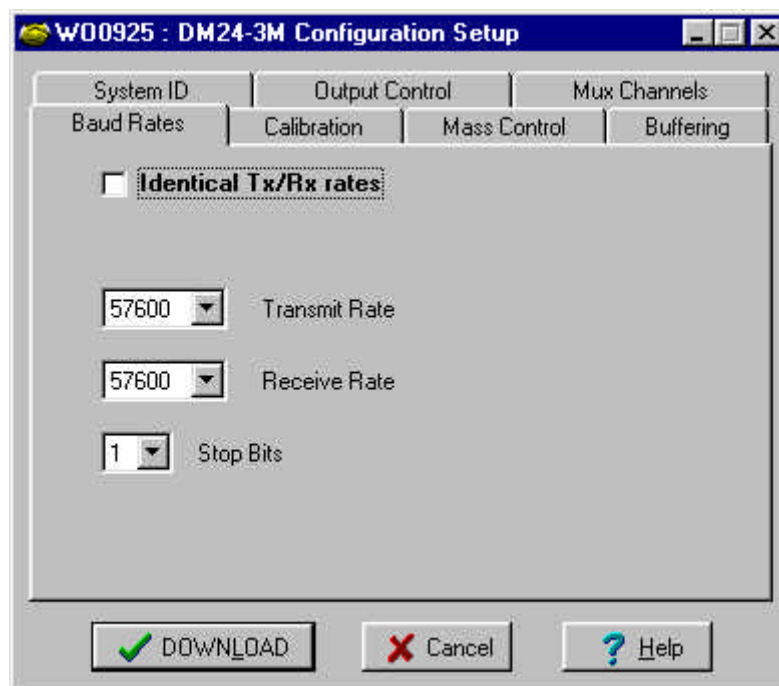 WO0925 : DM24-3M Configuration Setup
System ID Output Control Mux Channels
Baud Rates Calibration Mass Control Buffering
Identical Tx/Rx rates
57600 Transmit Rate
57600 Receive Rate
1 Stop Bits
DOWNLOAD Cancel Help